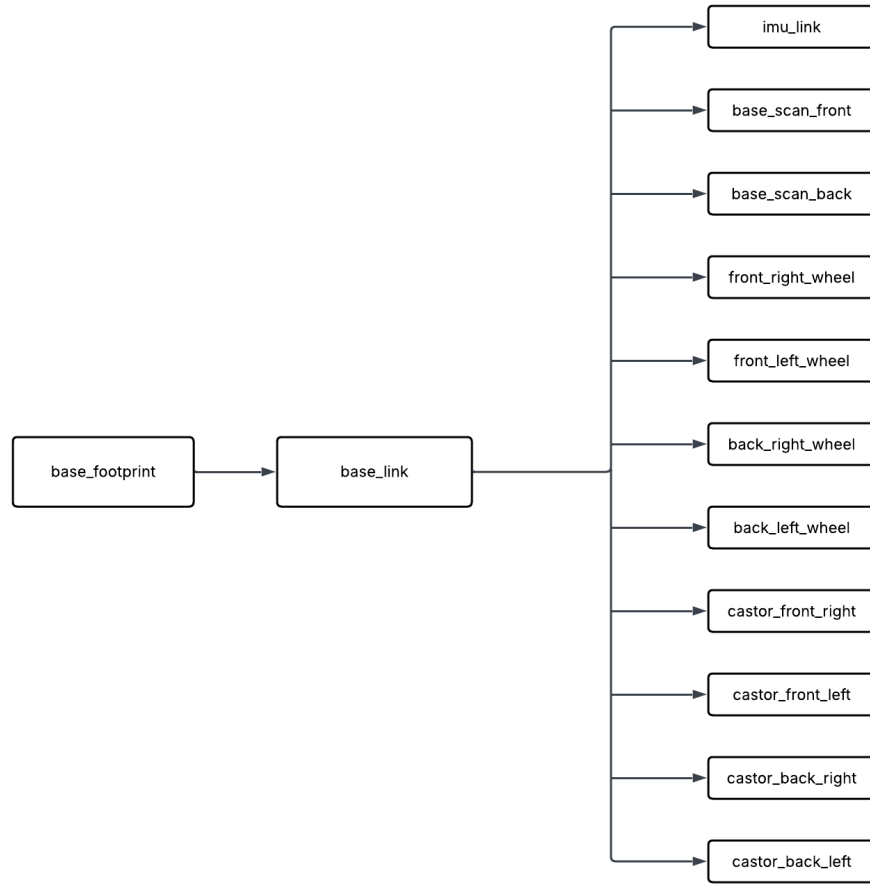 imu_link
base_scan_front
base_scan_back
front_right_wheel
front_left_wheel
back_right_wheel
base_footprint
base_link
back_left_wheel
castor_front_right
castor_front_left
castor_back_right
castor_back_left